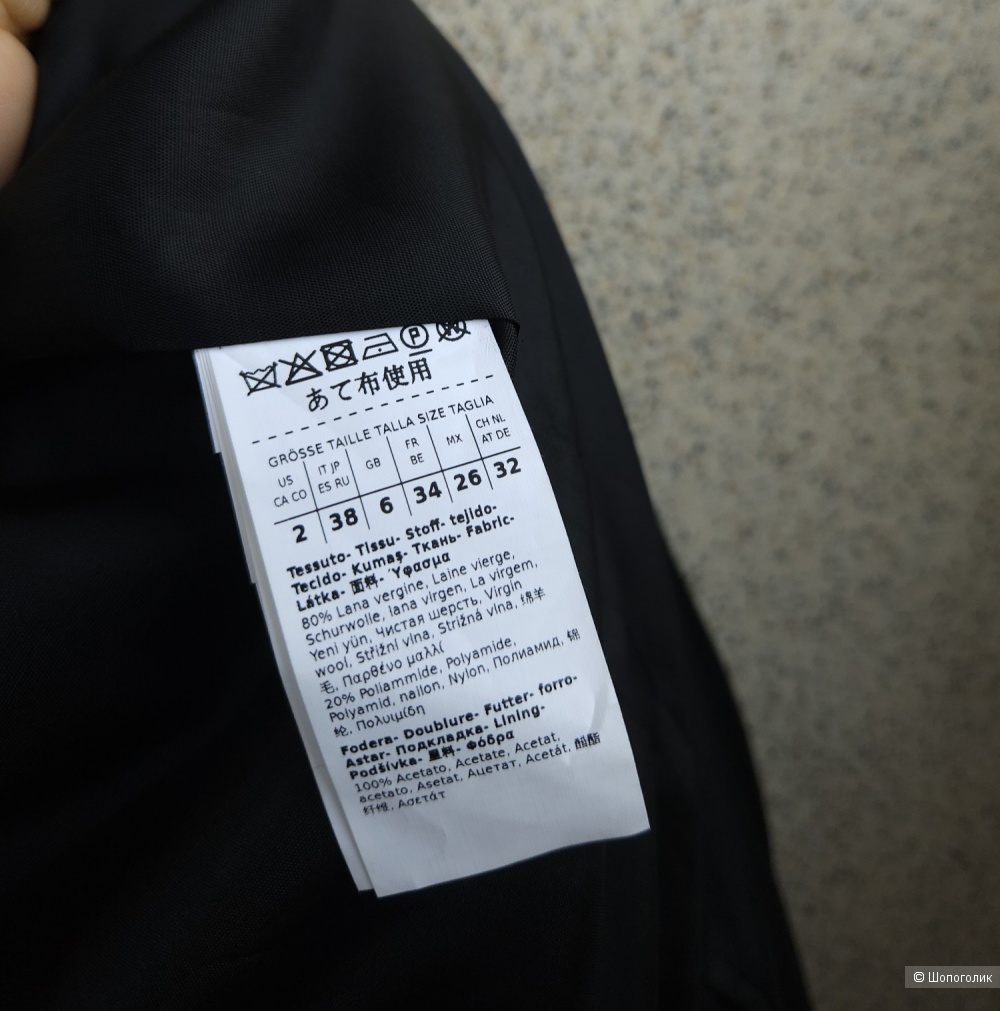 P
あて布使用
GRÖSSE TAILLE TALLA SIZE TAGLIA
US CA CO | IT JP ES RU | GB | FR BE | MX | CH NL AT DE
2 | 38 | 6 | 34 | 26 | 32
Tessuto- Tissu- Stoff- tejido-
Tecido- Kumaş- Ткань- Fabric-
Látka- 面料- Ύφασμα
80% Lana vergine, Laine vierge,
Schurwolle, lana virgen, La virgem,
Yeni yün, Чистая шерсть, Virgin
wool, Střižní vlna, Strižná vlna, 绵羊
毛, Παρθένο μαλλί
20% Poliammide, Polyamide,
Polyamid, nailon, Nylon, Полиамид, 锦
纶, Πολυιμίδη
Fodera- Doublure- Futter- forro-
Astar- Подкладка- Lining-
Podšívka- 里料- Φόδρα
100% Acetato, Acetate, Acetat,
acetato, Asetat, Ацетат, Acetát, 醋酯
纤维, Ασετάτ
© Шопоголик